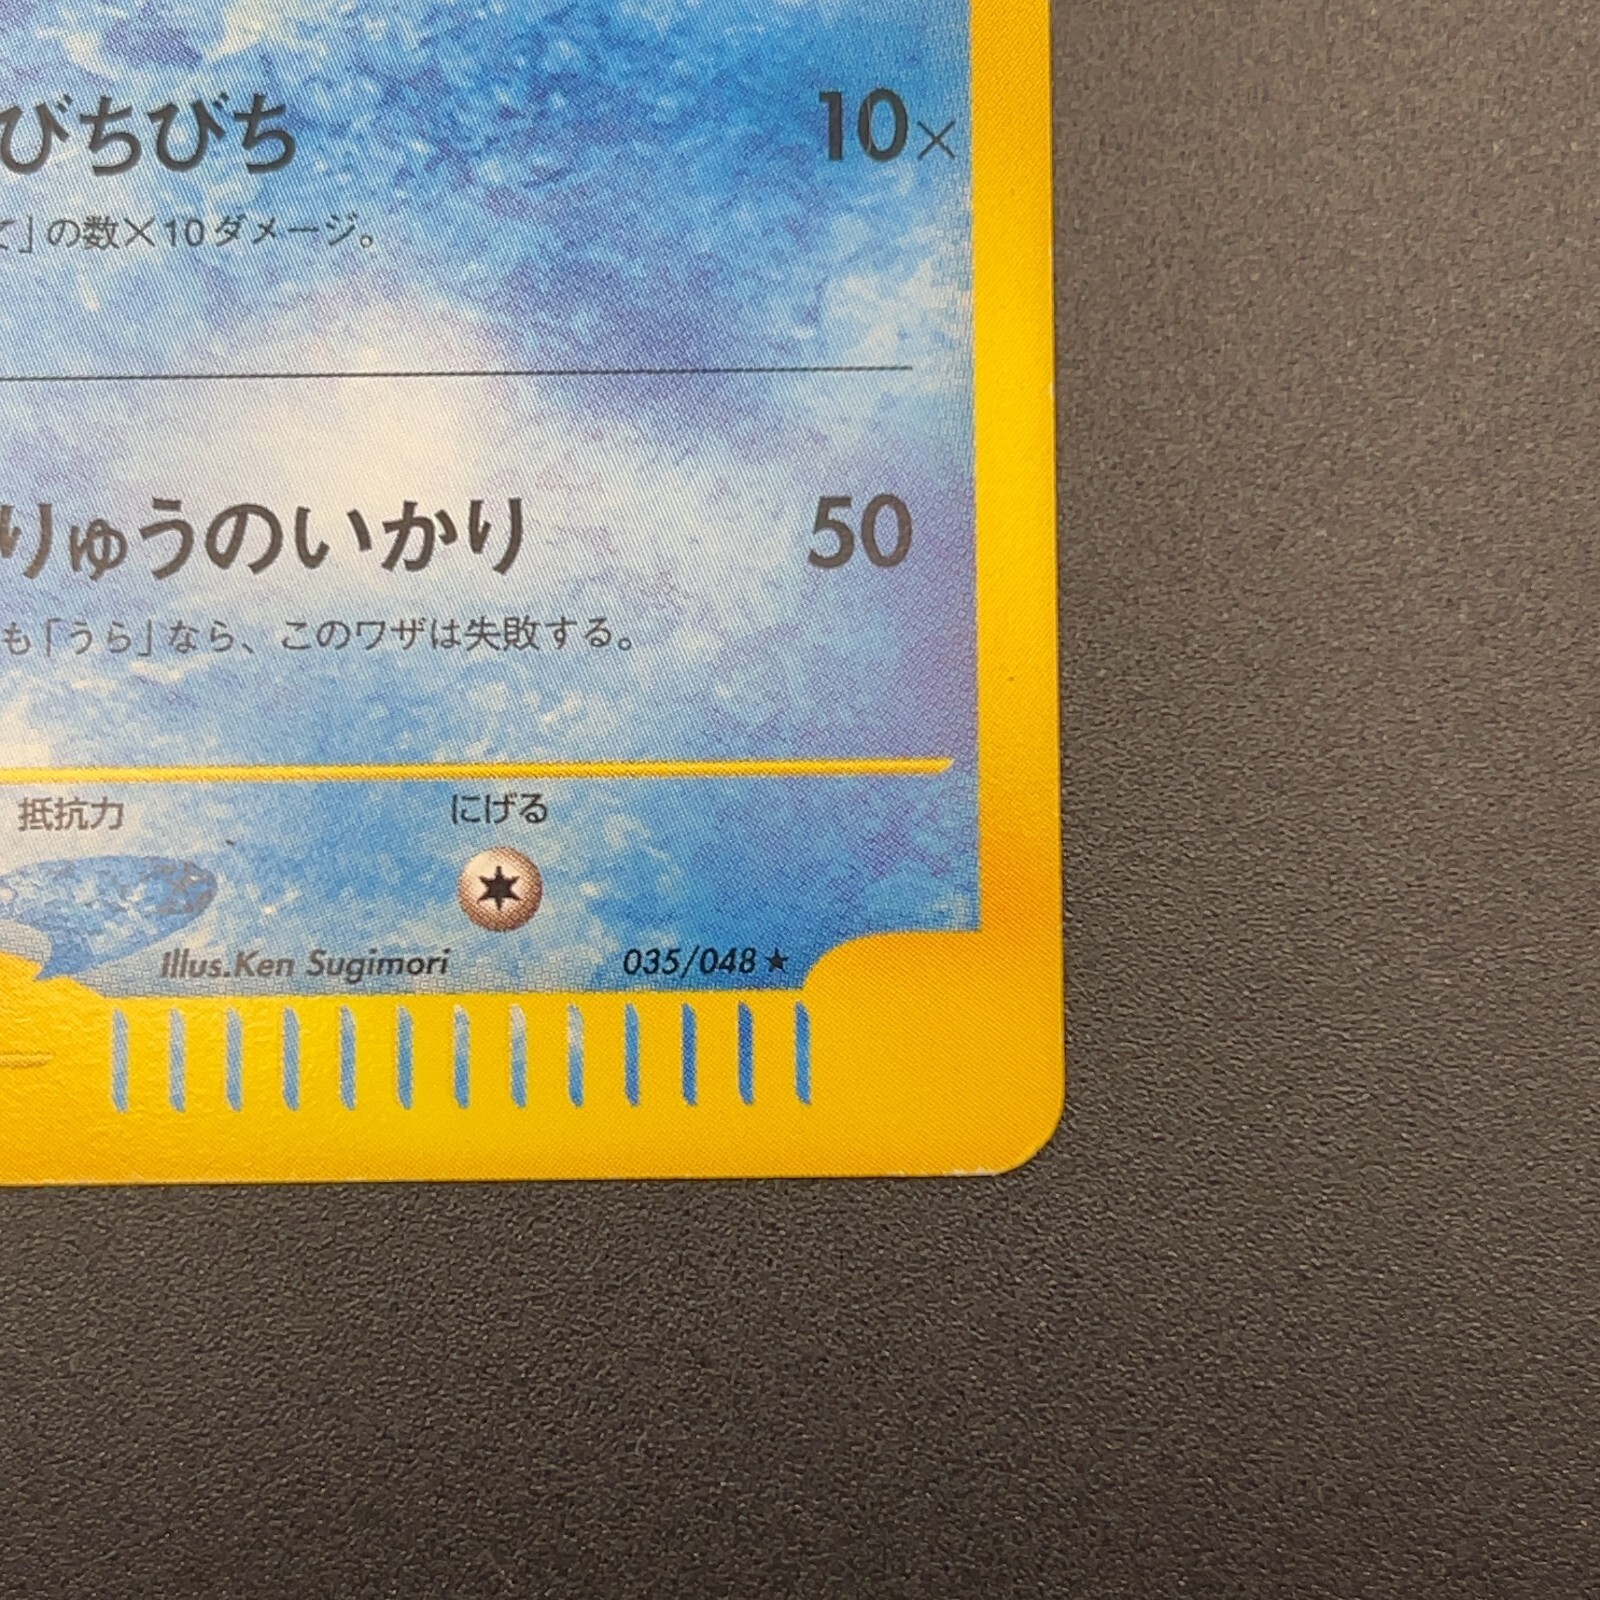 びちびち 10×
」の数×10ダメージ。
りゅうのいかり 50
も「うら」なら、このワザは失敗する。
抵抗力 にげる
Illus.Ken Sugimori 035/048★